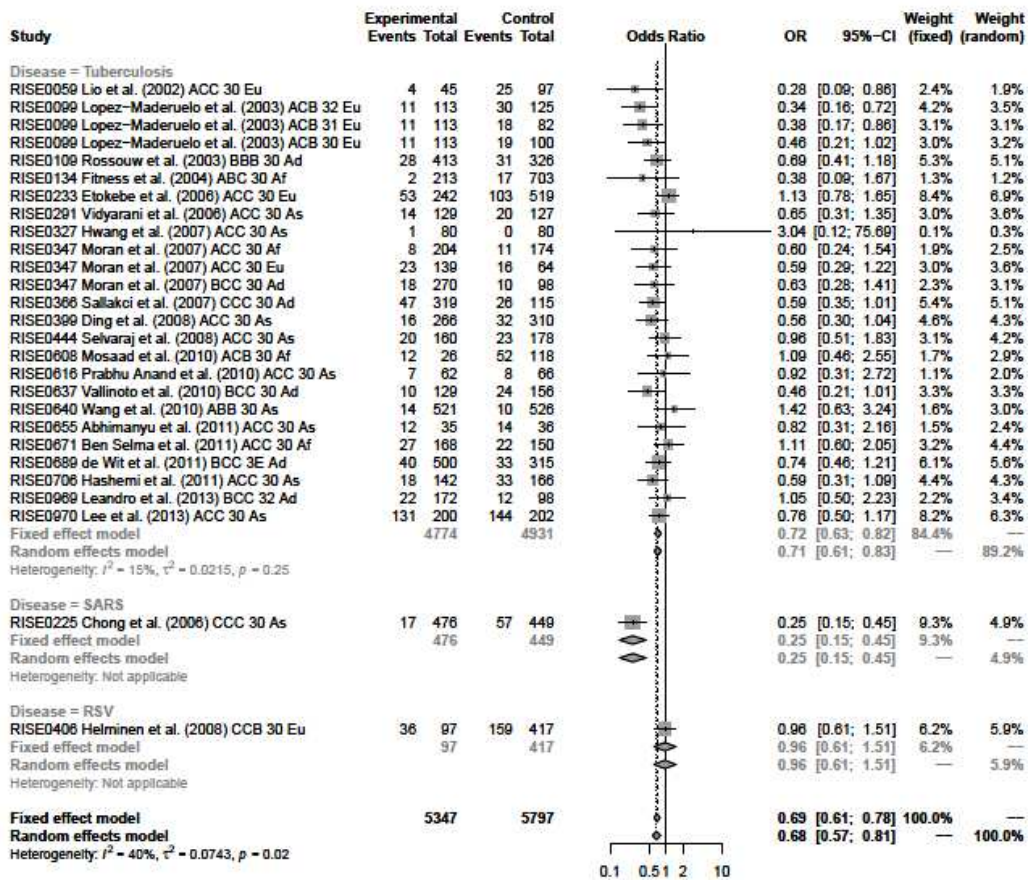 Experimental Control Weight Weight
Study Events Total Events Total Odds Ratio OR 95%-CI (fixed) (random)
Disease = Tuberculosis
RISE0059 Lio et al. (2002) ACC 30 Eu 4 45 25 97 0.28 [0.09; 0.86] 2.4% 1.9%
RISE0099 Lopez-Maderuelo et al. (2003) ACB 32 Eu 11 113 30 125 0.34 [0.16; 0.72] 4.2% 3.5%
RISE0099 Lopez-Maderuelo et al. (2003) ACB 31 Eu 11 113 18 82 0.38 [0.17; 0.86] 3.1% 3.1%
RISE0099 Lopez-Maderuelo et al. (2003) ACB 30 Eu 11 113 19 100 0.46 [0.21; 1.02] 3.0% 3.2%
RISE0109 Rossouw et al. (2003) BBB 30 Ad 28 413 31 326 0.69 [0.41; 1.18] 5.3% 5.1%
RISE0134 Fitness et al. (2004) ABC 30 Af 2 213 17 703 0.38 [0.09; 1.67] 1.3% 1.2%
RISE0233 Etokebe et al. (2006) ACC 30 Eu 53 242 103 519 1.13 [0.78; 1.65] 8.4% 6.9%
RISE0291 Vidyarani et al. (2006) ACC 30 As 14 129 20 127 0.65 [0.31; 1.35] 3.0% 3.6%
RISE0327 Hwang et al. (2007) ACC 30 As 1 80 0 80 3.04 [0.12; 75.69] 0.1% 0.3%
RISE0347 Moran et al. (2007) ACC 30 Af 8 204 11 174 0.60 [0.24; 1.54] 1.9% 2.5%
RISE0347 Moran et al. (2007) ACC 30 Eu 23 139 16 64 0.59 [0.29; 1.22] 3.0% 3.6%
RISE0347 Moran et al. (2007) BCC 30 Ad 18 270 10 98 0.63 [0.28; 1.41] 2.2% 3.1%
RISE0366 Sallakci et al. (2007) CCC 30 Ad 47 319 26 115 0.59 [0.35; 1.01] 5.4% 5.1%
RISE0399 Ding et al. (2008) ACC 30 As 16 266 32 310 0.56 [0.30; 1.04] 4.6% 4.3%
RISE0444 Selvaraj et al. (2008) ACC 30 As 20 160 23 178 0.96 [0.51; 1.83] 3.1% 4.2%
RISE0608 Mosaad et al. (2010) ACB 30 Af 12 26 52 118 1.09 [0.46; 2.55] 1.7% 2.9%
RISE0616 Prabhu Anand et al. (2010) ACC 30 As 7 62 8 66 0.92 [0.31; 2.72] 1.1% 2.0%
RISE0637 Vallinoto et al. (2010) BCC 30 Ad 10 129 24 156 0.46 [0.21; 1.01] 3.3% 3.3%
RISE0640 Wang et al. (2010) ABB 30 As 14 521 10 526 1.42 [0.63; 3.24] 1.6% 3.0%
RISE0655 Abhimanyu et al. (2011) ACC 30 As 12 35 14 36 0.82 [0.31; 2.16] 1.5% 2.4%
RISE0671 Ben Selma et al. (2011) ACC 30 Af 27 168 22 150 1.11 [0.60; 2.05] 3.2% 4.4%
RISE0689 de Wit et al. (2011) BCC 3E Ad 40 500 33 315 0.74 [0.46; 1.21] 6.1% 5.6%
RISE0706 Hashemi et al. (2011) ACC 30 As 18 142 33 166 0.59 [0.31; 1.09] 4.4% 4.3%
RISE0969 Leandro et al. (2013) BCC 32 Ad 22 172 12 98 1.05 [0.50; 2.23] 2.2% 3.4%
RISE0970 Lee et al. (2013) ACC 30 As 131 200 144 202 0.76 [0.50; 1.17] 8.2% 6.3%
Fixed effect model 4774 4931 0.72 [0.63; 0.82] 84.4% —
Random effects model 0.71 [0.61; 0.83] — 89.2%
Heterogeneity: I² = 15%, τ² = 0.0215, p = 0.25
Disease = SARS
RISE0225 Chong et al. (2006) CCC 30 As 17 476 57 449 0.25 [0.15; 0.45] 9.3% 4.9%
Fixed effect model 476 449 0.25 [0.15; 0.45] 9.3% —
Random effects model 0.25 [0.15; 0.45] — 4.9%
Heterogeneity: Not applicable
Disease = RSV
RISE0406 Helminen et al. (2008) CCB 30 Eu 36 97 159 417 0.96 [0.61; 1.51] 6.2% 5.9%
Fixed effect model 97 417 0.96 [0.61; 1.51] 6.2% —
Random effects model 0.96 [0.61; 1.51] — 5.9%
Heterogeneity: Not applicable
Fixed effect model 5347 5797 0.69 [0.61; 0.78] 100.0% —
Random effects model 0.68 [0.57; 0.81] — 100.0%
Heterogeneity: I² = 40%, τ² = 0.0743, p = 0.02
0.1 0.5 1 2 10